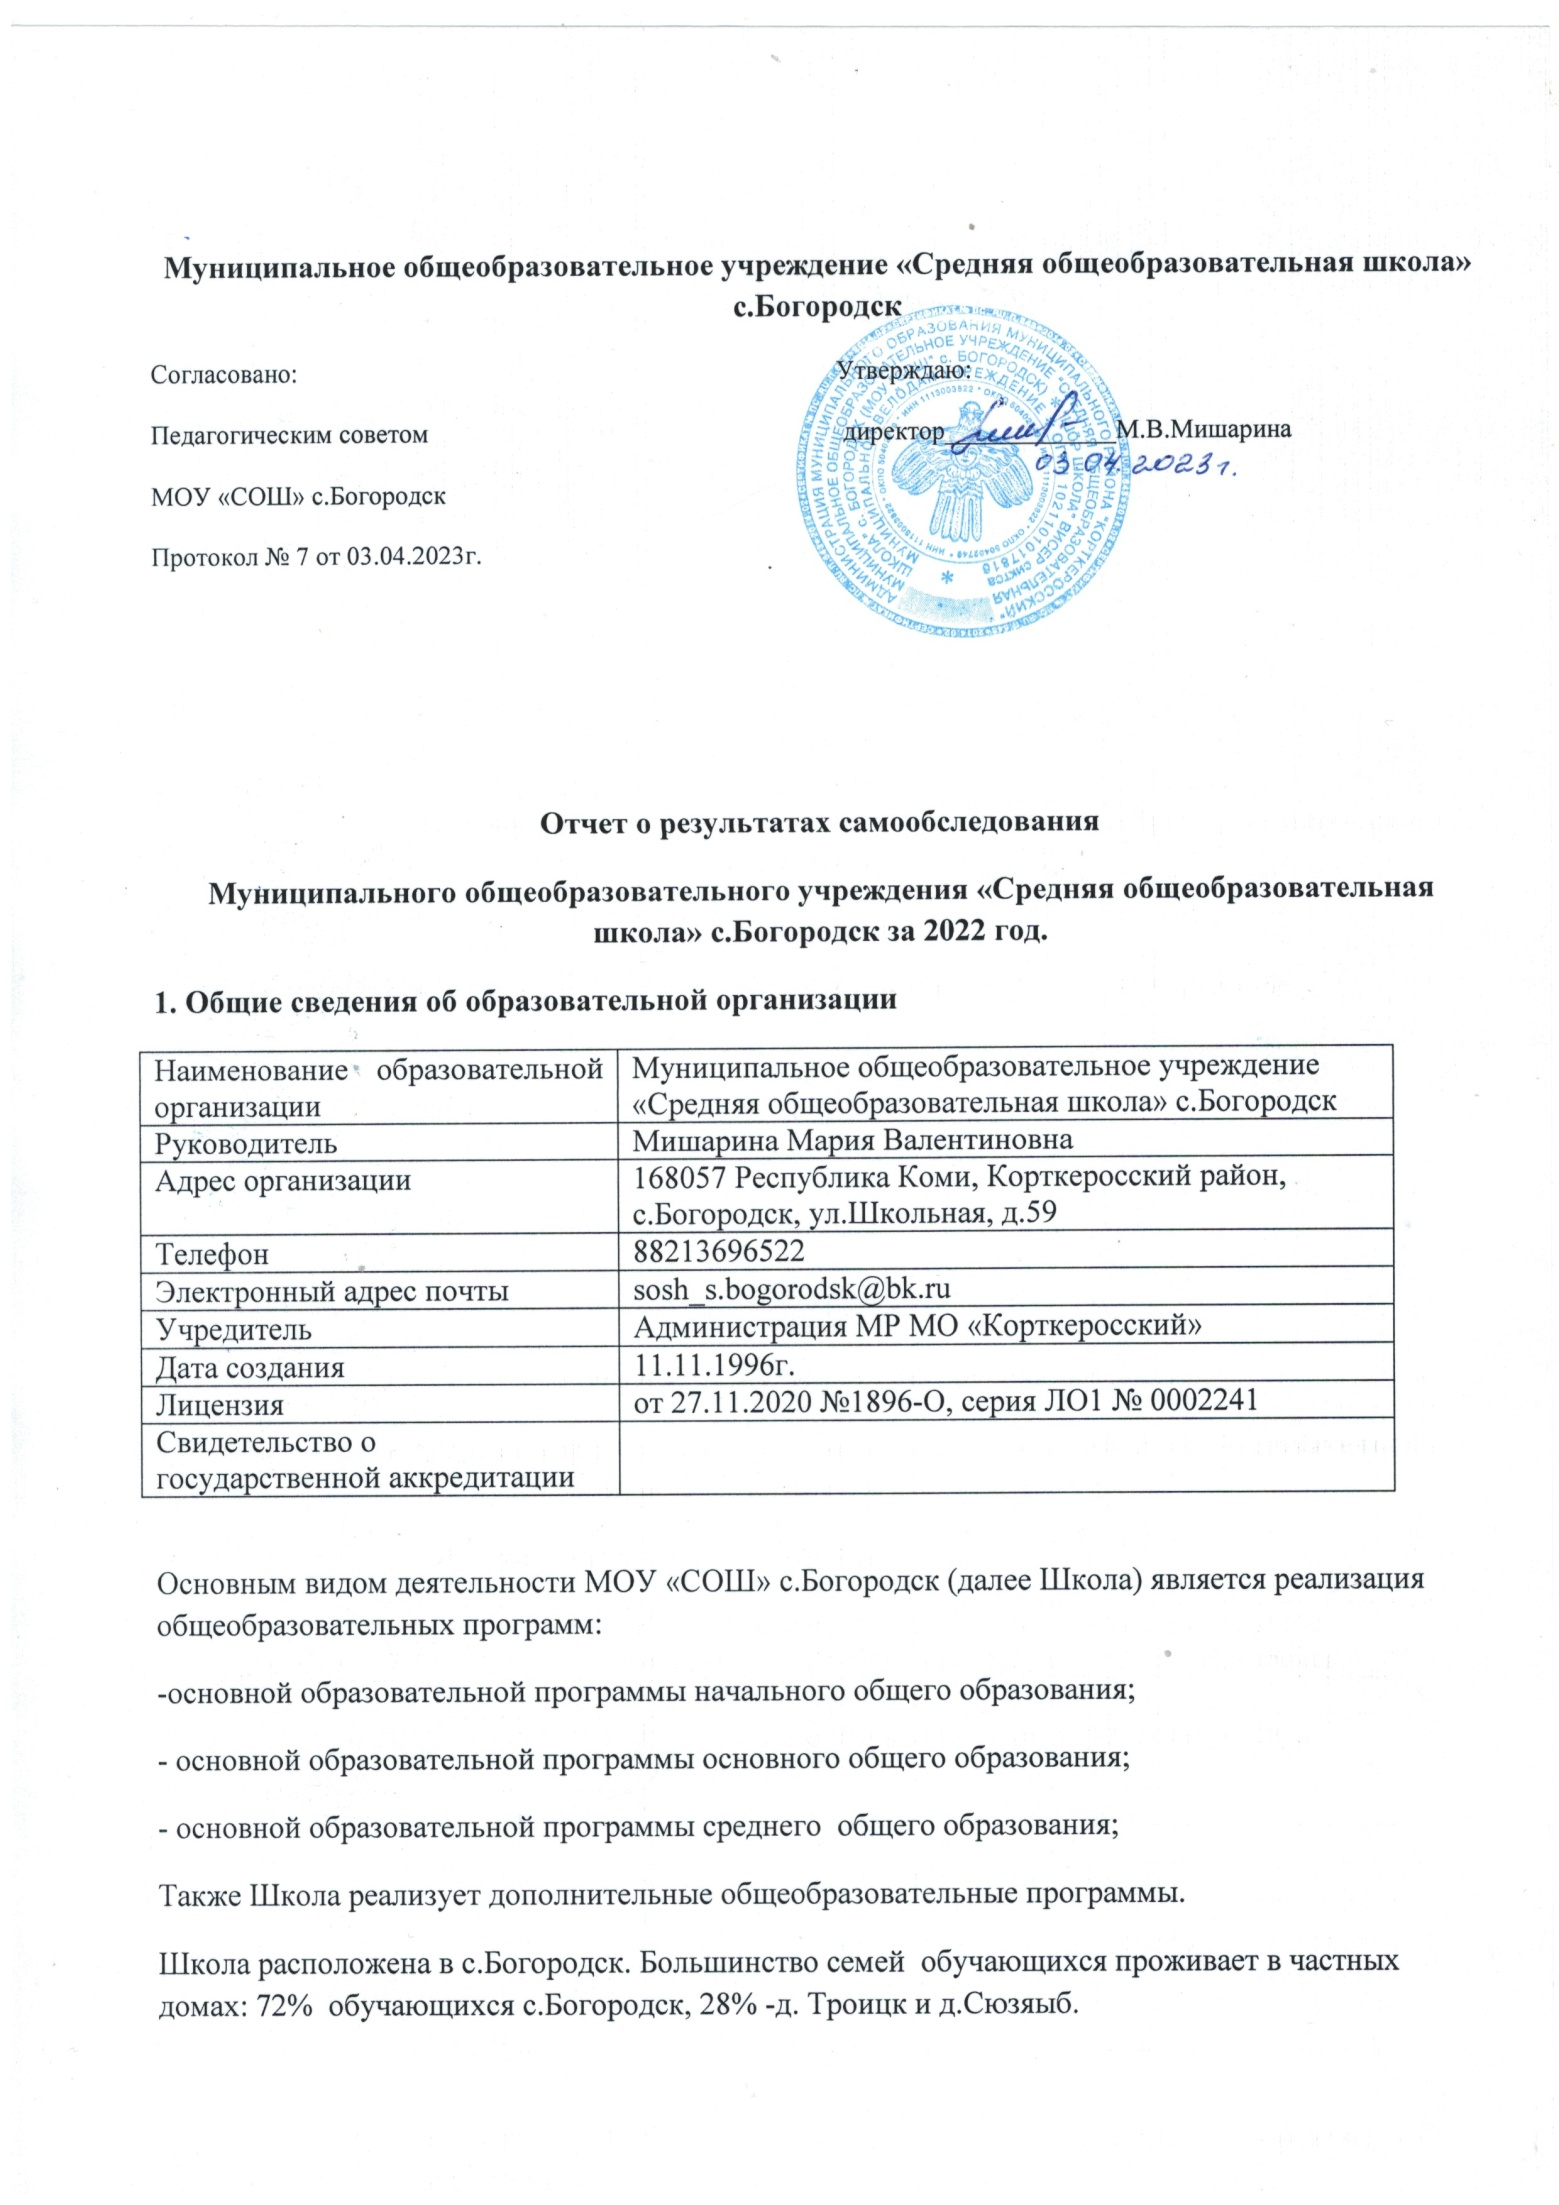 Муниципальное общеобразовательное учреждение «Средняя общеобразовательная школа»
с.Богородск
Согласовано:
Утверждаю:
Педагогическим советом
директор М.В.Мишарина
03.04.2023г.
МОУ «СОШ» с.Богородск
Протокол № 7 от 03.04.2023г.
Отчет о результатах самообследования
Муниципального общеобразовательного учреждения «Средняя общеобразовательная
школа» с.Богородск за 2022 год.
1. Общие сведения об образовательной организации
Наименование образовательной
организации
Муниципальное общеобразовательное учреждение
«Средняя общеобразовательная школа» с.Богородск
Руководитель
Мишарина Мария Валентиновна
Адрес организации
168057 Республика Коми, Корткеросский район,
с.Богородск, ул.Школьная, д.59
Телефон
88213696522
Электронный адрес почты
sosh_s.bogorodsk@bk.ru
Учредитель
Администрация МР МО «Корткеросский»
Дата создания
11.11.1996г.
Лицензия
от 27.11.2020 №1896-О, серия ЛО1 № 0002241
Свидетельство о
государственной аккредитации
Основным видом деятельности МОУ «СОШ» с.Богородск (далее Школа) является реализация
общеобразовательных программ:
-основной образовательной программы начального общего образования;
- основной образовательной программы основного общего образования;
- основной образовательной программы среднего  общего образования;
Также Школа реализует дополнительные общеобразовательные программы.
Школа расположена в с.Богородск. Большинство семей  обучающихся проживает в частных
домах: 72%  обучающихся с.Богородск, 28% -д. Троицк и д.Сюзяыб.